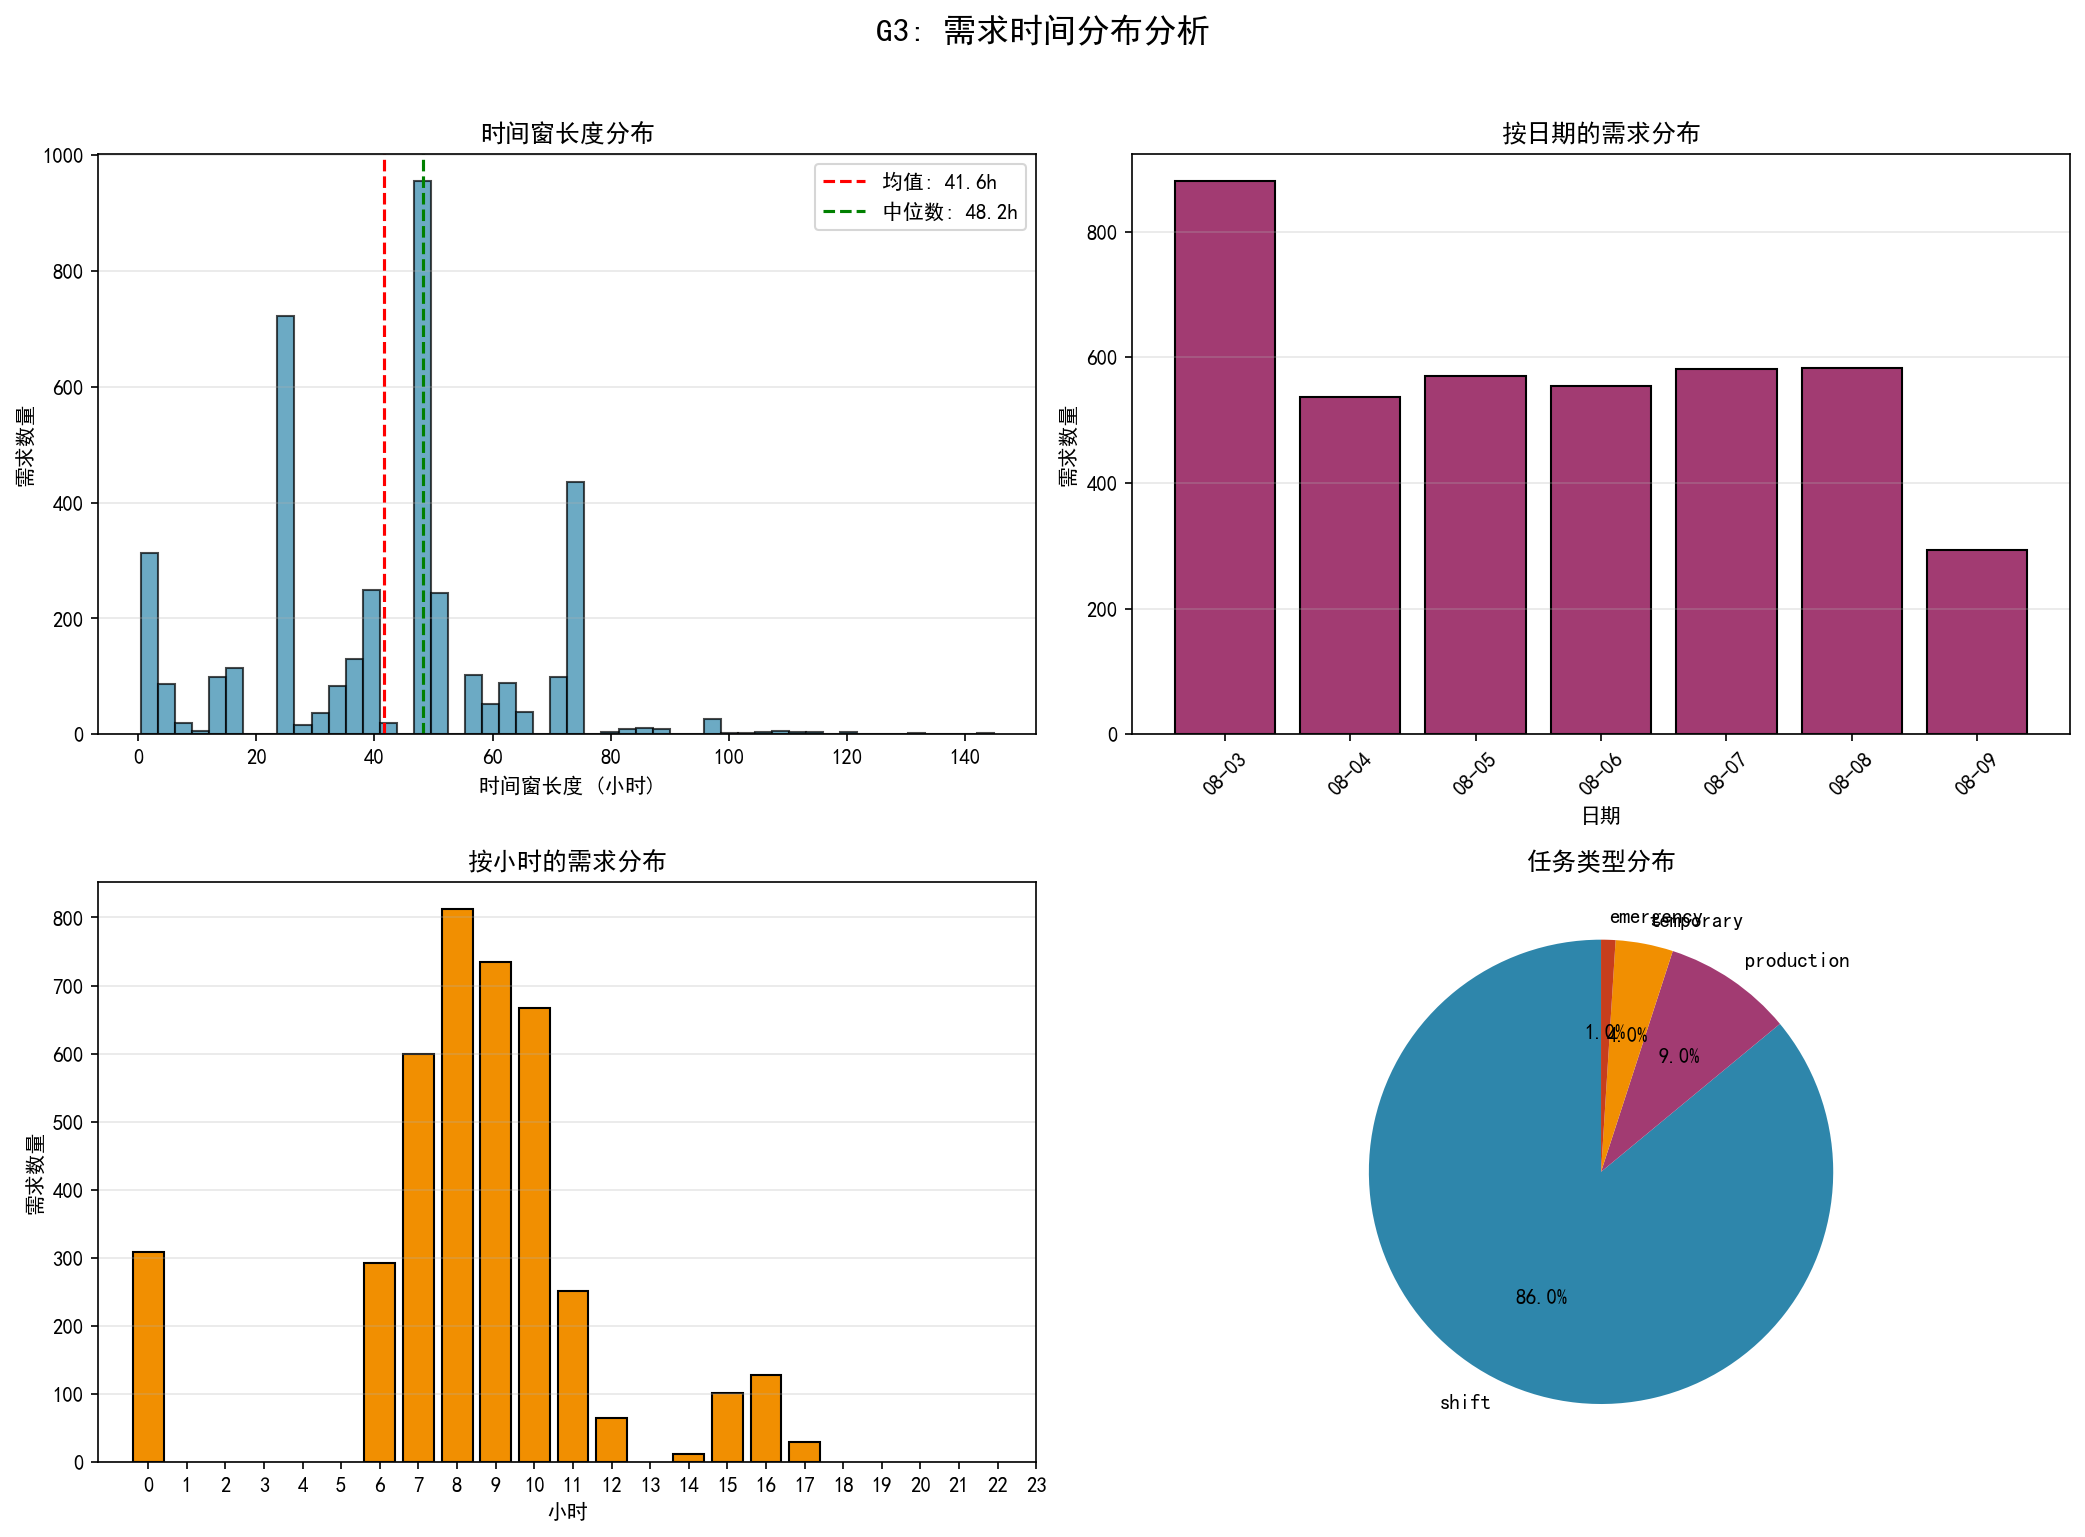 G3: 需求时间分布分析
时间窗长度分布
1000
800
600
400
200
0
需求数量
均值: 41.6h
中位数: 48.2h
0 20 40 60 80 100 120 140
时间窗长度 (小时)
按日期的需求分布
800
600
400
200
0
需求数量
08-03 08-04 08-05 08-06 08-07 08-08 08-09
日期
按小时的需求分布
800
700
600
500
400
300
200
100
0
需求数量
0 1 2 3 4 5 6 7 8 9 10 11 12 13 14 15 16 17 18 19 20 21 22 23
小时
任务类型分布
emergency
temporary
production
1.0%
4.0%
9.0%
86.0%
shift